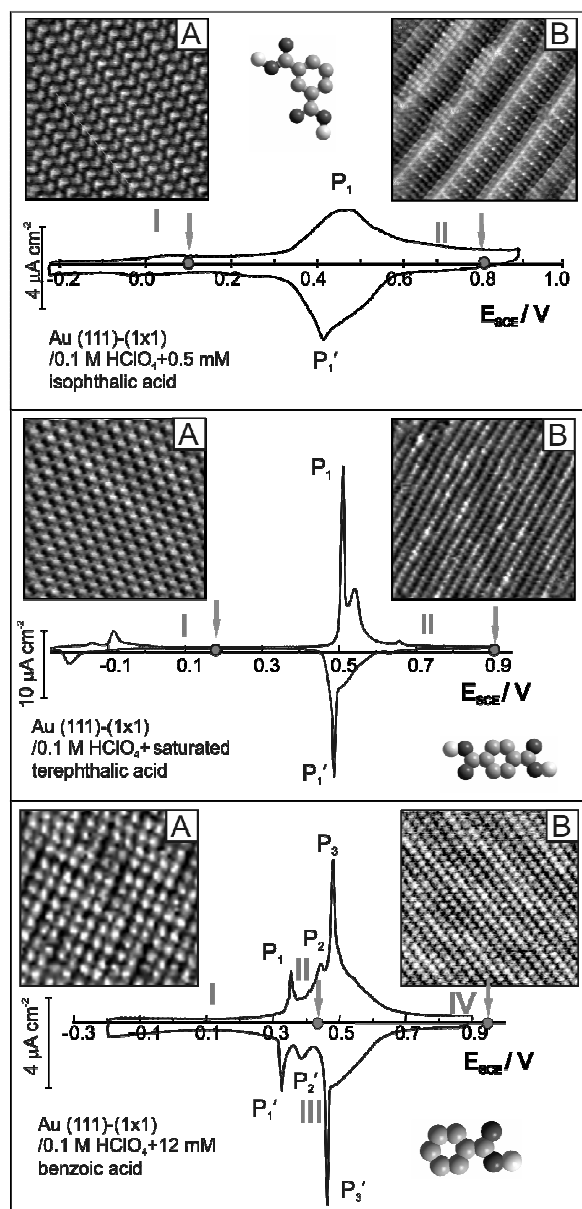 A
B
P₁
I
II
4 µA cm⁻²
-0.2 0.0 0.2 0.4 0.6 0.8 1.0
E_SCE / V
Au (111)-(1x1)
/0.1 M HClO₄+0.5 mM
isophthalic acid
P₁'
A
B
P₁
I
II
10 µA cm⁻²
-0.1 0.1 0.3 0.5 0.7 0.9
E_SCE / V
Au (111)-(1x1)
/0.1 M HClO₄+ saturated
terephthalic acid
P₁'
A
B
P₃
P₁
II
P₂
I
IV
4 µA cm⁻²
-0.3 -0.1 0.1 0.3 0.5 0.7 0.9
E_SCE / V
P₁'
P₂'
III
Au (111)-(1x1)
/0.1 M HClO₄+12 mM
benzoic acid
P₃'